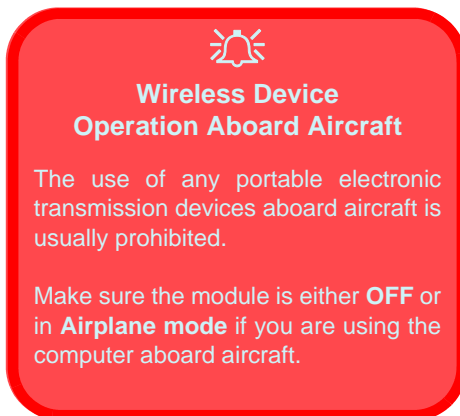 Wireless Device
Operation Aboard Aircraft
The use of any portable electronic
transmission devices aboard aircraft is
usually prohibited.
Make sure the module is either OFF or
in Airplane mode if you are using the
computer aboard aircraft.